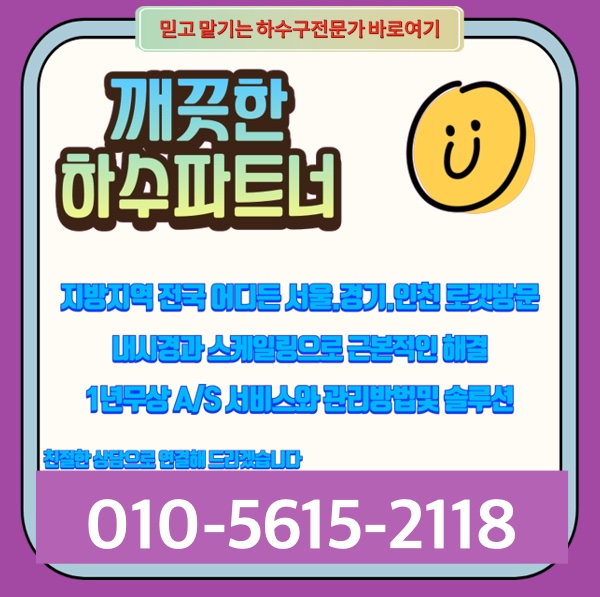 믿고 맡기는 하수구전문가 바로여기
깨끗한
하수파트너
지방지역 전국 어디든 서울,경기,인천 로켓방문
내시경과 스케일링으로 근본적인 해결
1년무상 A/S 서비스와 관리방법및 솔루션
친절한 상담으로 연결해 드리겠습니다
010-5615-2118